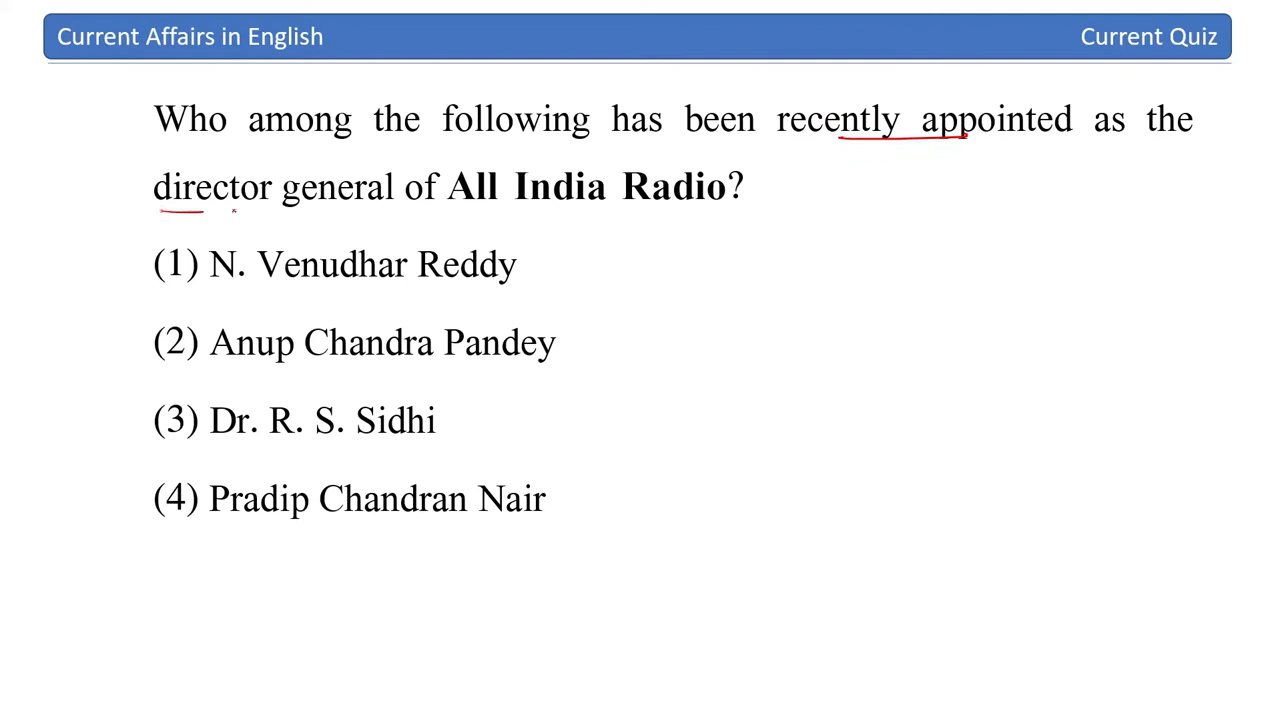 Current Affairs in English
Current Quiz
Who among the following has been recently appointed as the
director general of All India Radio?
(1) N. Venudhar Reddy
(2) Anup Chandra Pandey
(3) Dr. R. S. Sidhi
(4) Pradip Chandran Nair